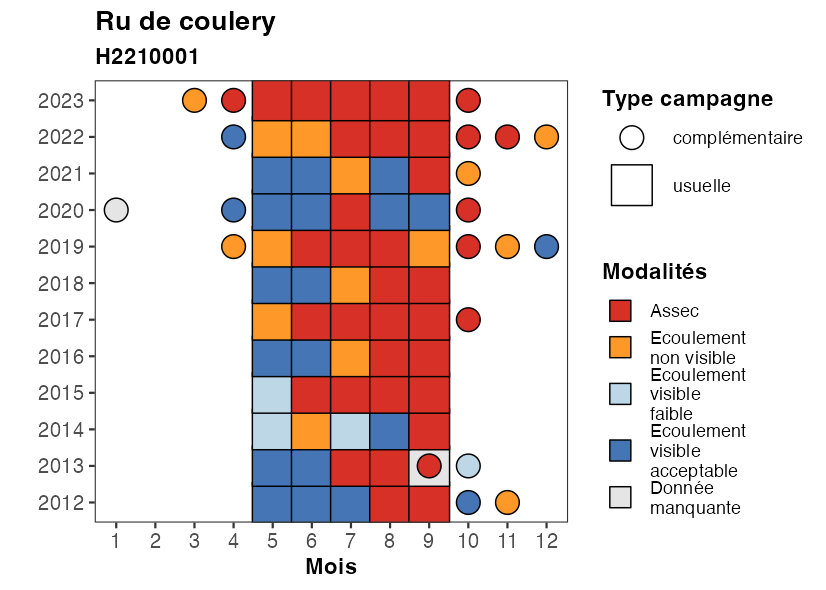 Ru de coulery
H2210001
2023
2022
2021
2020
2019
2018
2017
2016
2015
2014
2013
2012
1 2 3 4 5 6 7 8 9 10 11 12
Mois
Type campagne
complémentaire
usuelle
Modalités
Assec
Ecoulement
non visible
Ecoulement
visible
faible
Ecoulement
visible
acceptable
Donnée
manquante